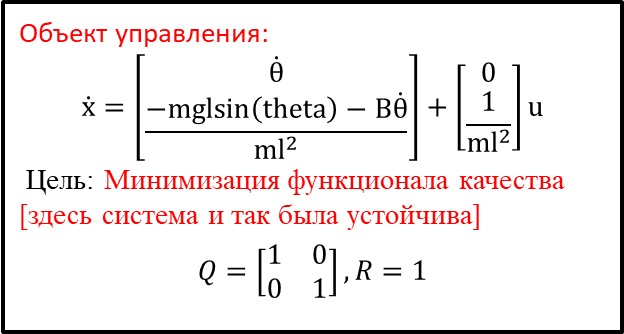 Объект управления:
ẋ = [θ̇; (−mglsin(theta) − Bθ̇)/ml²] + [0; 1/ml²] u
Цель: Минимизация функционала качества
[здесь система и так была устойчива]
Q = [1 0; 0 1], R = 1